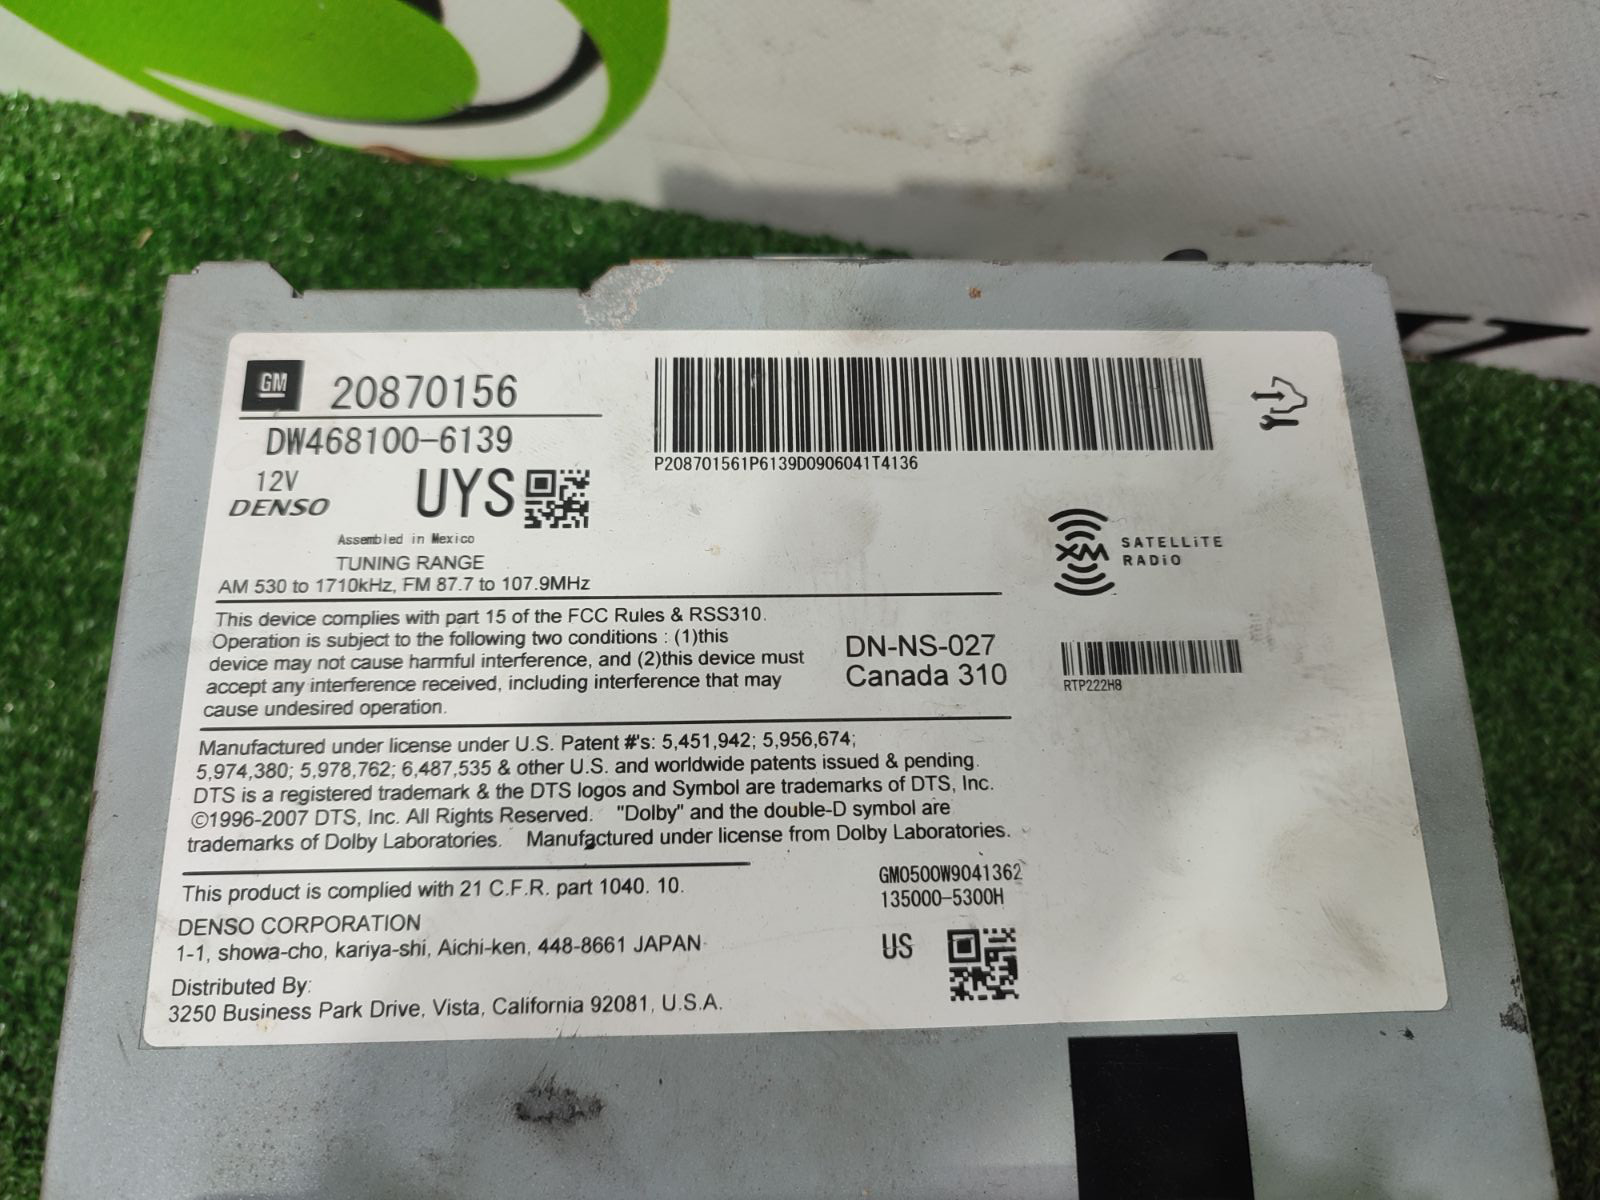 GM 20870156
DW468100-6139
12V
DENSO
UYS
P208701561P6139D0906041T4136
Assembled in Mexico
TUNING RANGE
AM 530 to 1710kHz, FM 87.7 to 107.9MHz
XM SATELLiTE
RADiO
This device complies with part 15 of the FCC Rules & RSS310.
Operation is subject to the following two conditions : (1)this
device may not cause harmful interference, and (2)this device must
accept any interference received, including interference that may
cause undesired operation.
DN-NS-027
Canada 310
RTP222H8
Manufactured under license under U.S. Patent #'s: 5,451,942; 5,956,674;
5,974,380; 5,978,762; 6,487,535 & other U.S. and worldwide patents issued & pending.
DTS is a registered trademark & the DTS logos and Symbol are trademarks of DTS, Inc.
©1996-2007 DTS, Inc. All Rights Reserved. "Dolby" and the double-D symbol are
trademarks of Dolby Laboratories. Manufactured under license from Dolby Laboratories.
This product is complied with 21 C.F.R. part 1040. 10.
DENSO CORPORATION
1-1, showa-cho, kariya-shi, Aichi-ken, 448-8661 JAPAN
Distributed By:
3250 Business Park Drive, Vista, California 92081, U.S.A.
GM0500W9041362
135000-5300H
US